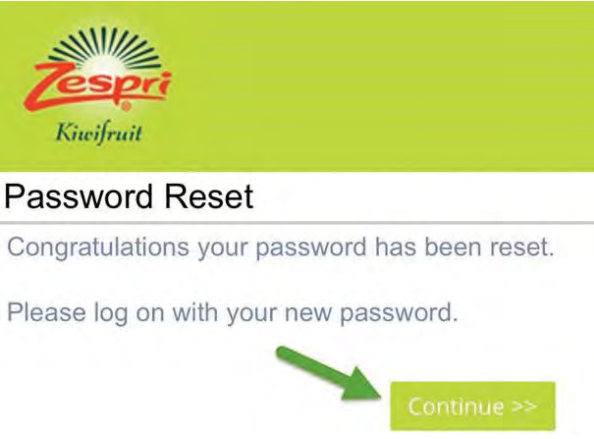 Zespri
®
Kiwifruit
Password Reset
Congratulations your password has been reset.
Please log on with your new password.
Continue >>